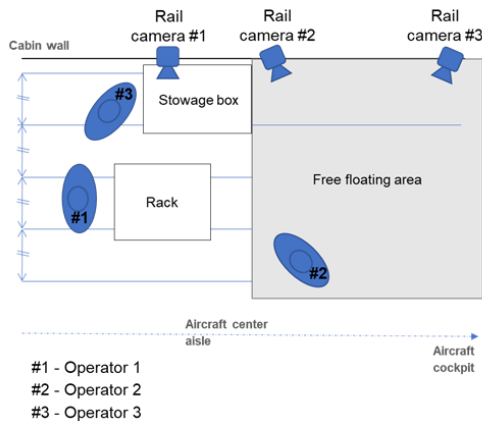 Rail
camera #1
Rail
camera #2
Rail
camera #3
Cabin wall
#3
Stowage box
Free floating area
Rack
#1
#2
Aircraft center
aisle
Aircraft
cockpit
#1 - Operator 1
#2 - Operator 2
#3 - Operator 3